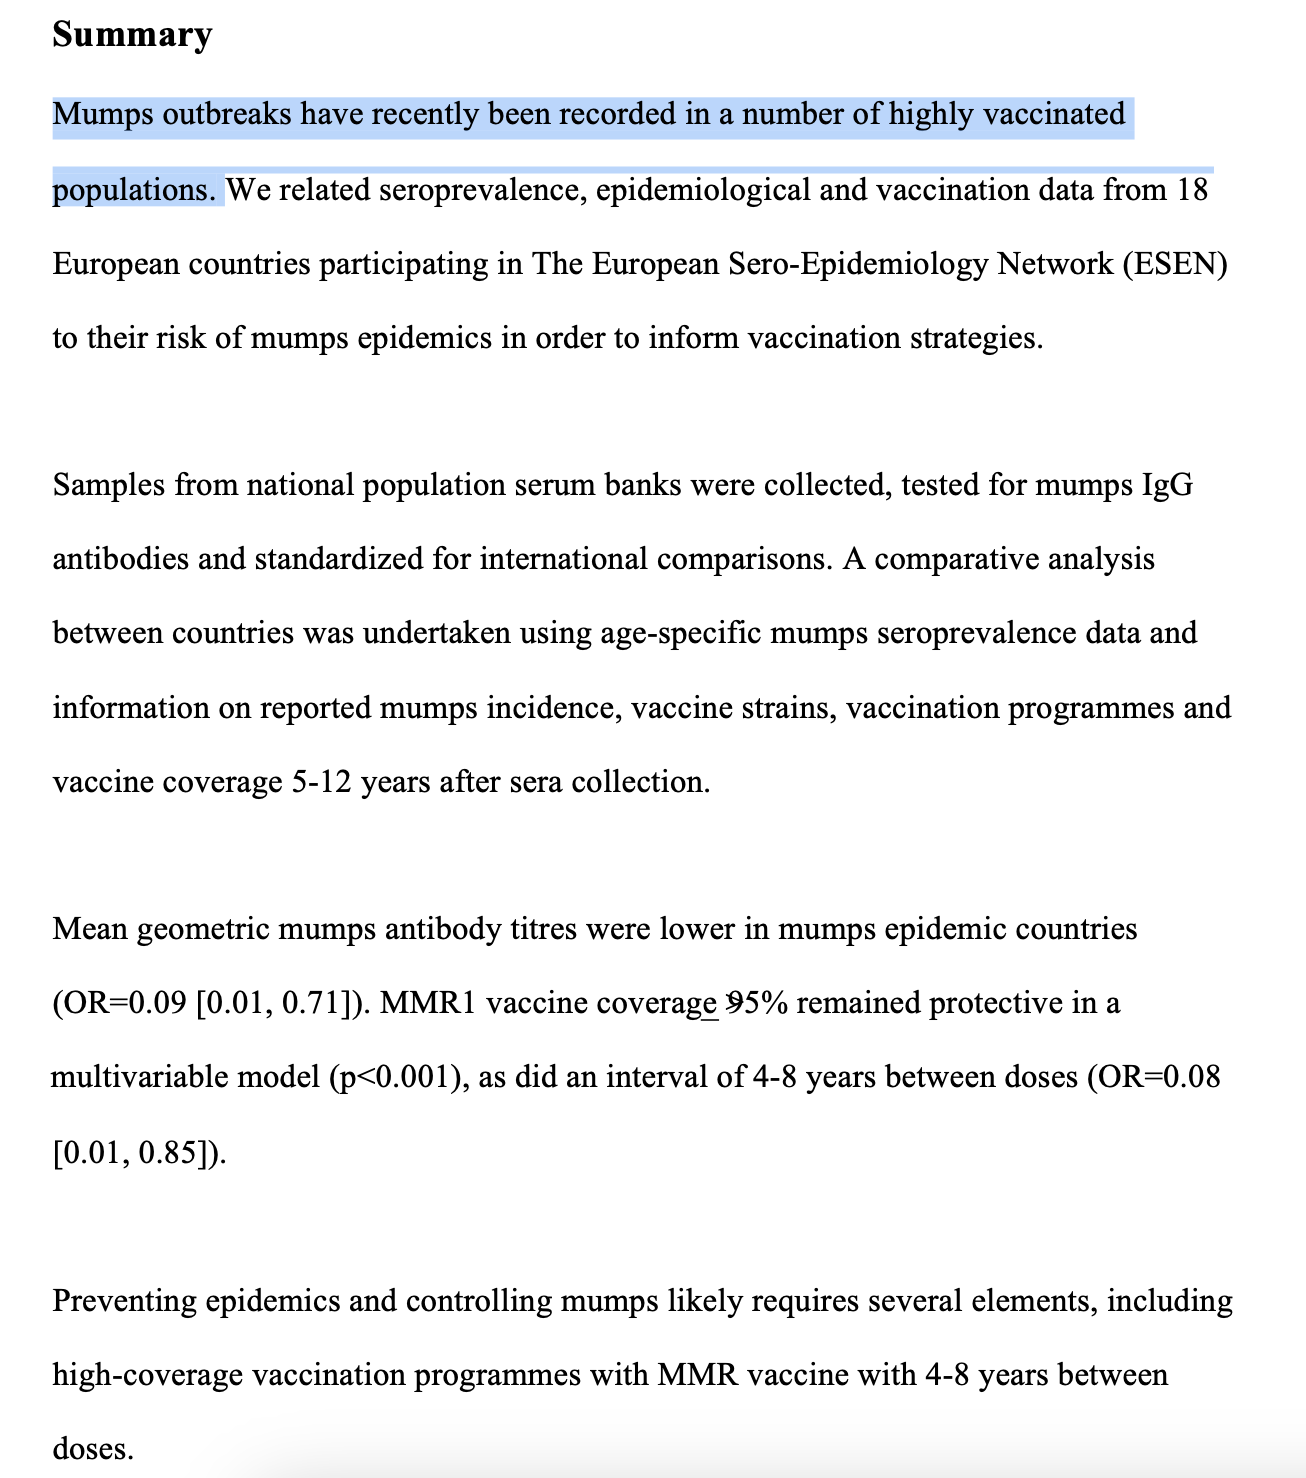 Summary
Mumps outbreaks have recently been recorded in a number of highly vaccinated
populations. We related seroprevalence, epidemiological and vaccination data from 18
European countries participating in The European Sero-Epidemiology Network (ESEN)
to their risk of mumps epidemics in order to inform vaccination strategies.
Samples from national population serum banks were collected, tested for mumps IgG
antibodies and standardized for international comparisons. A comparative analysis
between countries was undertaken using age-specific mumps seroprevalence data and
information on reported mumps incidence, vaccine strains, vaccination programmes and
vaccine coverage 5-12 years after sera collection.
Mean geometric mumps antibody titres were lower in mumps epidemic countries
(OR=0.09 [0.01, 0.71]). MMR1 vaccine coverage ≥95% remained protective in a
multivariable model (p<0.001), as did an interval of 4-8 years between doses (OR=0.08
[0.01, 0.85]).
Preventing epidemics and controlling mumps likely requires several elements, including
high-coverage vaccination programmes with MMR vaccine with 4-8 years between
doses.